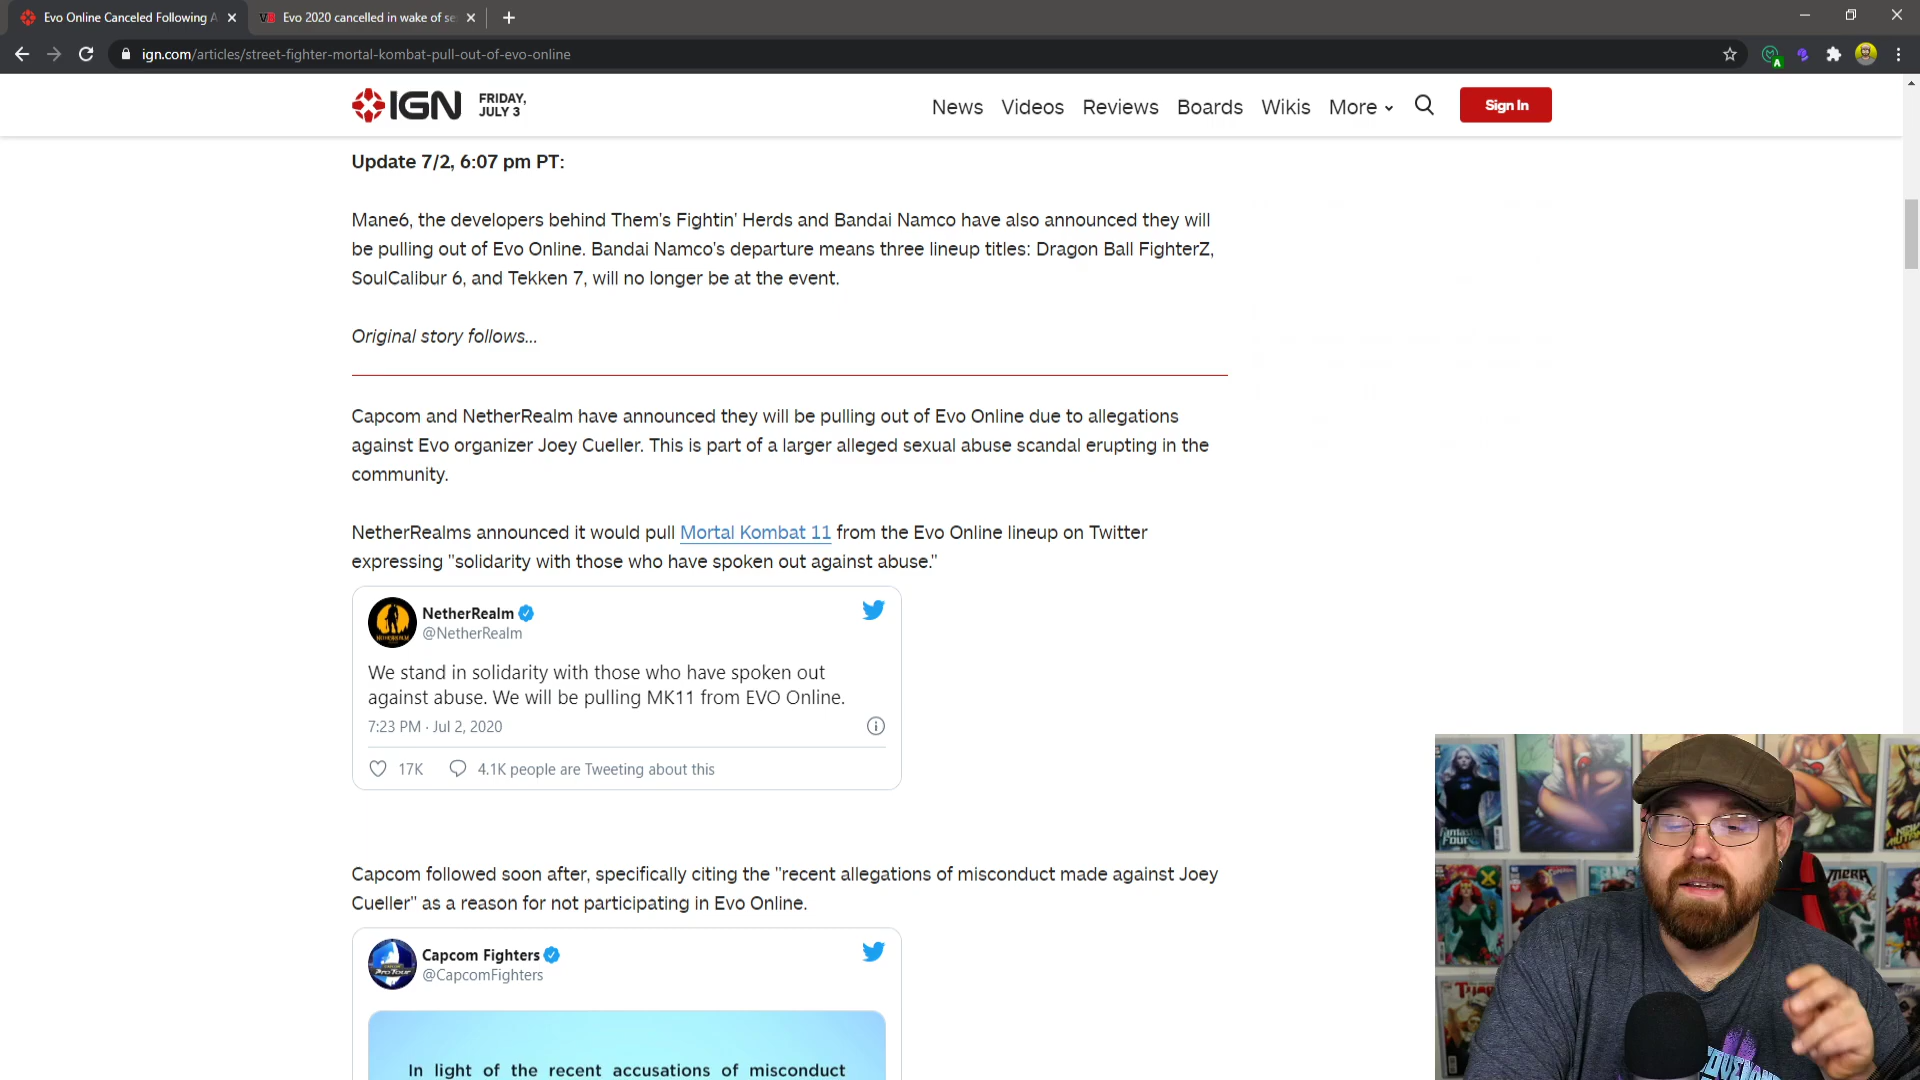 Evo Online Canceled Following A
Evo 2020 cancelled in wake of se
ign.com/articles/street-fighter-mortal-kombat-pull-out-of-evo-online
IGN
FRIDAY,
JULY 3
News Videos Reviews Boards Wikis More
Sign In
Update 7/2, 6:07 pm PT:
Mane6, the developers behind Them's Fightin' Herds and Bandai Namco have also announced they will
be pulling out of Evo Online. Bandai Namco's departure means three lineup titles: Dragon Ball FighterZ,
SoulCalibur 6, and Tekken 7, will no longer be at the event.
Original story follows...
Capcom and NetherRealm have announced they will be pulling out of Evo Online due to allegations
against Evo organizer Joey Cueller. This is part of a larger alleged sexual abuse scandal erupting in the
community.
NetherRealms announced it would pull Mortal Kombat 11 from the Evo Online lineup on Twitter
expressing "solidarity with those who have spoken out against abuse."
NetherRealm
@NetherRealm
We stand in solidarity with those who have spoken out
against abuse. We will be pulling MK11 from EVO Online.
7:23 PM · Jul 2, 2020
17K 4.1K people are Tweeting about this
Capcom followed soon after, specifically citing the "recent allegations of misconduct made against Joey
Cueller" as a reason for not participating in Evo Online.
Capcom Fighters
@CapcomFighters
In light of the recent accusations of misconduct
FANTASTIC
FOUR
MERA